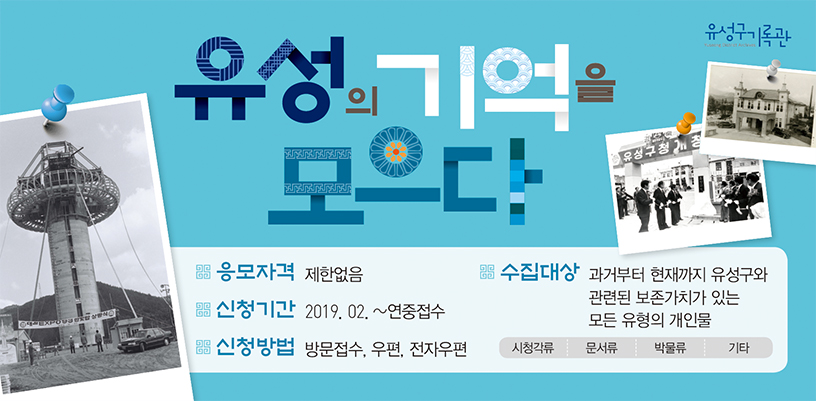 유성구기록관
유성의 기억을
모으다
유성구청 개청
응모자격 제한없음
신청기간 2019. 02. ~연중접수
신청방법 방문접수, 우편, 전자우편
수집대상 과거부터 현재까지 유성구와
관련된 보존가치가 있는
모든 유형의 개인물
시청각류 문서류 박물류 기타